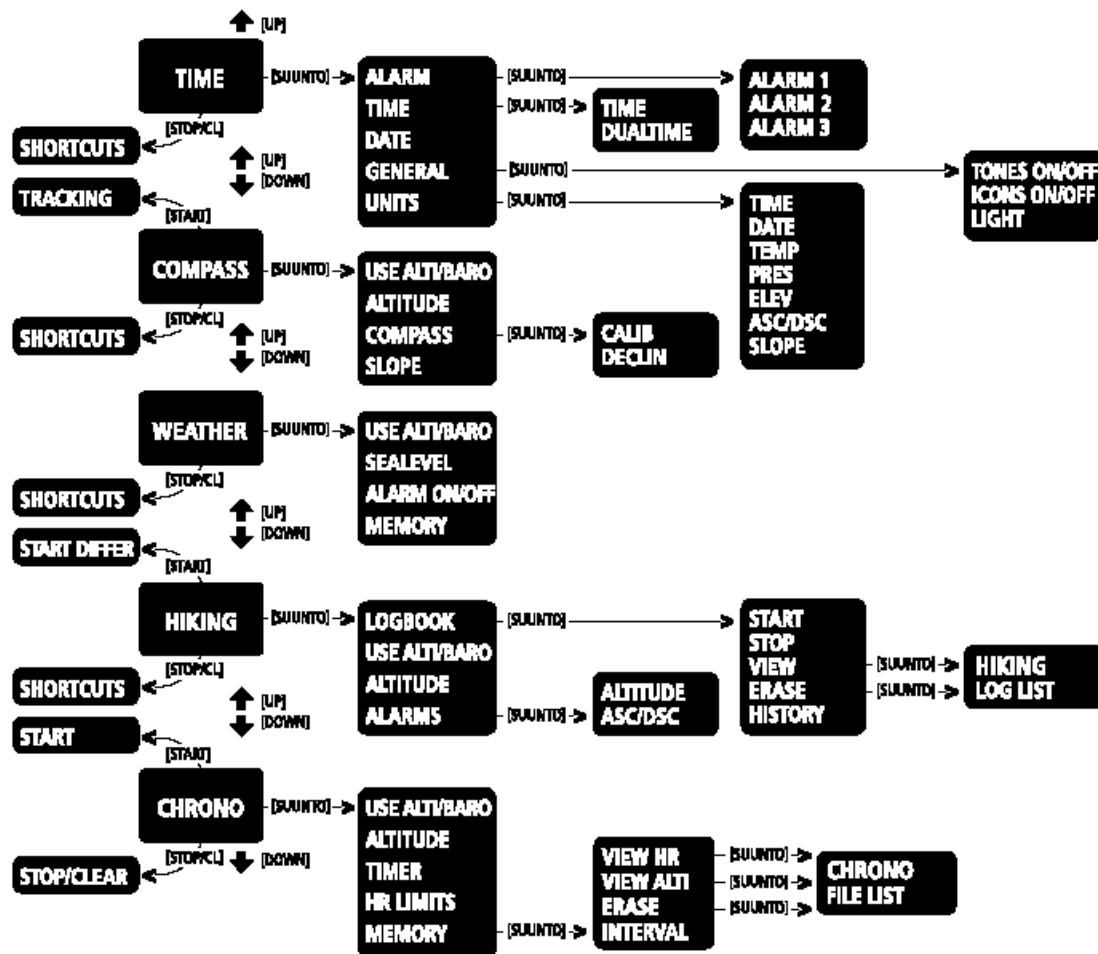 [UP]
TIME
[SUUNTO]
ALARM
TIME
DATE
GENERAL
UNITS
[SUUNTO]
ALARM 1
ALARM 2
ALARM 3
[SUUNTO]
TIME
DUALTIME
[SUUNTO]
TONES ON/OFF
ICONS ON/OFF
LIGHT
[SUUNTO]
TIME
DATE
TEMP
PRES
ELEV
ASC/DSC
SLOPE
[STOP/CL]
SHORTCUTS
[UP]
[DOWN]
TRACKING
[START]
COMPASS
[SUUNTO]
USE ALTI/BARO
ALTITUDE
COMPASS
SLOPE
[SUUNTO]
CALIB
DECLIN
[STOP/CL]
SHORTCUTS
[UP]
[DOWN]
WEATHER
[SUUNTO]
USE ALTI/BARO
SEALEVEL
ALARM ON/OFF
MEMORY
[STOP/CL]
SHORTCUTS
[UP]
[DOWN]
START DIFFER
[START]
HIKING
[SUUNTO]
LOGBOOK
USE ALTI/BARO
ALTITUDE
ALARMS
[SUUNTO]
START
STOP
VIEW
ERASE
HISTORY
[SUUNTO]
[SUUNTO]
HIKING
LOG LIST
[SUUNTO]
ALTITUDE
ASC/DSC
[STOP/CL]
SHORTCUTS
[UP]
[DOWN]
START
[START]
CHRONO
[SUUNTO]
USE ALTI/BARO
ALTITUDE
TIMER
HR LIMITS
MEMORY
[SUUNTO]
VIEW HR
VIEW ALTI
ERASE
INTERVAL
[SUUNTO]
[SUUNTO]
[SUUNTO]
CHRONO
FILE LIST
[STOP/CL]
[DOWN]
STOP/CLEAR